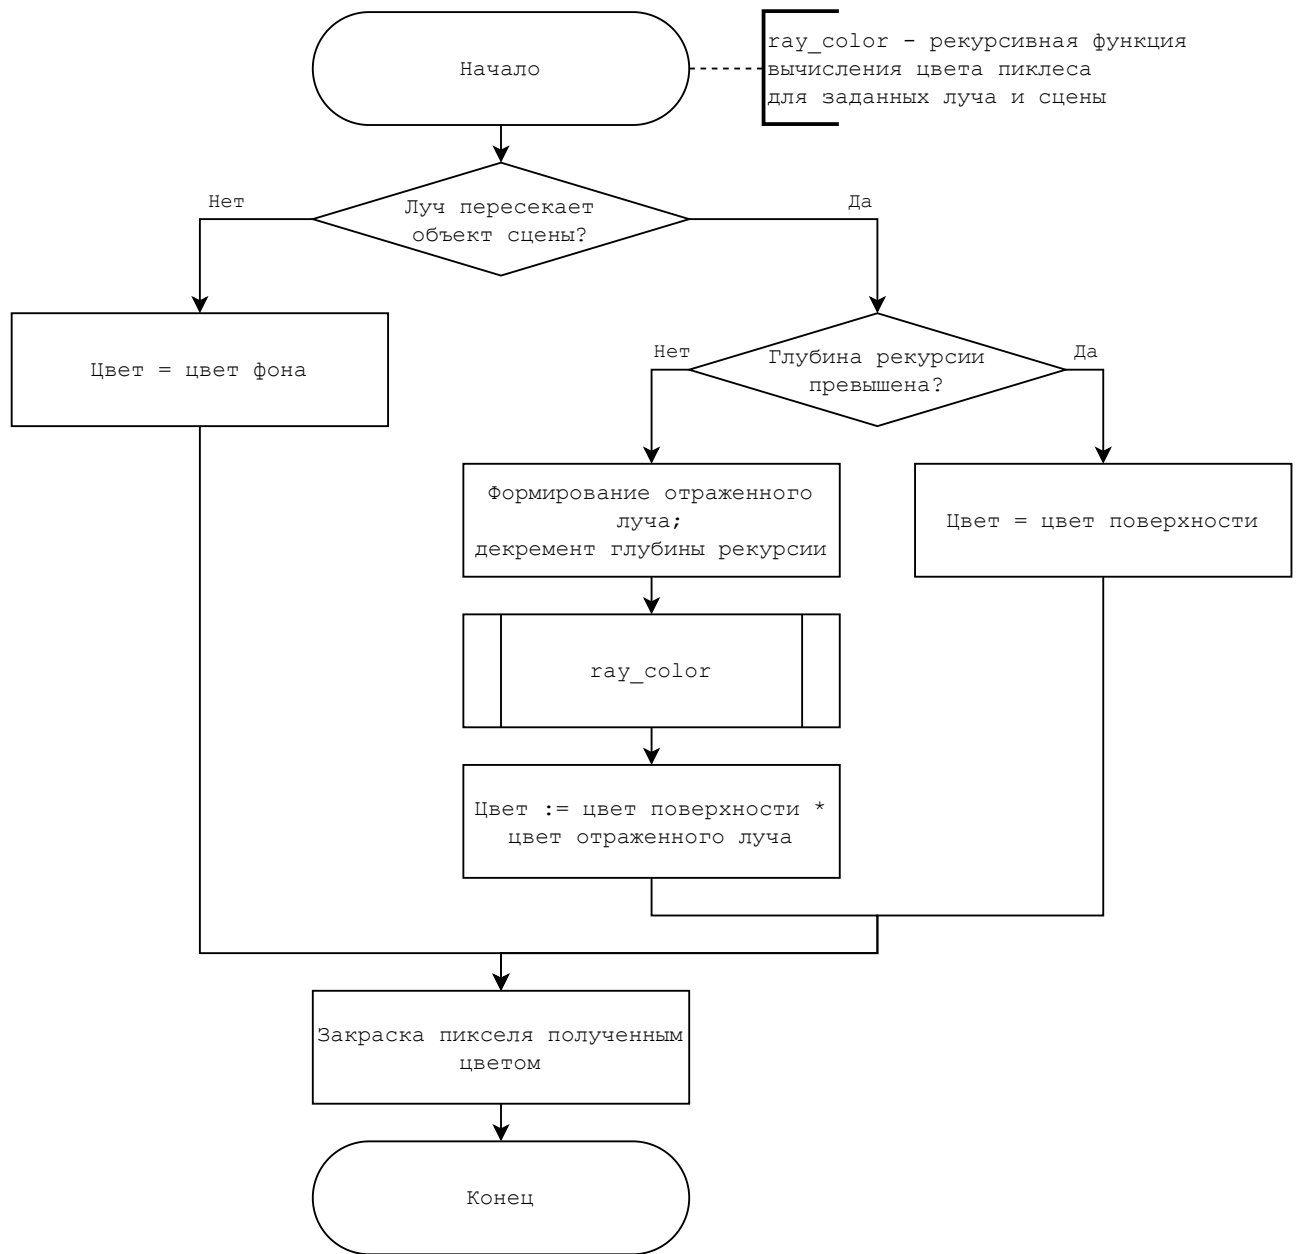 Начало
ray_color - рекурсивная функция
вычисления цвета пиклеса
для заданных луча и сцены
Нет
Луч пересекает
объект сцены?
Да
Цвет = цвет фона
Нет
Глубина рекурсии
превышена?
Да
Формирование отраженного
луча;
декремент глубины рекурсии
Цвет = цвет поверхности
ray_color
Цвет := цвет поверхности *
цвет отраженного луча
Закраска пикселя полученным
цветом
Конец